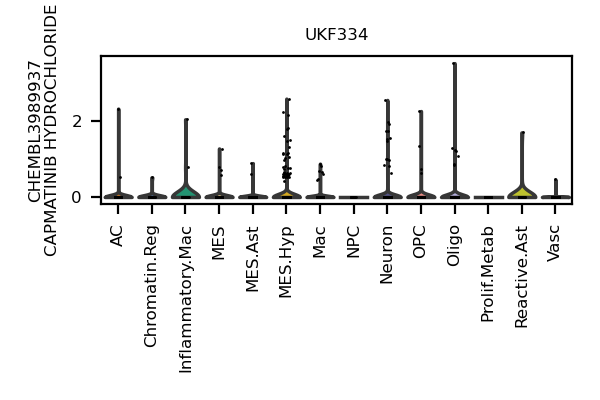 UKF334
CHEMBL3989937
CAPMATINIB HYDROCHLORIDE
2
0
AC
Chromatin.Reg
Inflammatory.Mac
MES
MES.Ast
MES.Hyp
Mac
NPC
Neuron
OPC
Oligo
Prolif.Metab
Reactive.Ast
Vasc